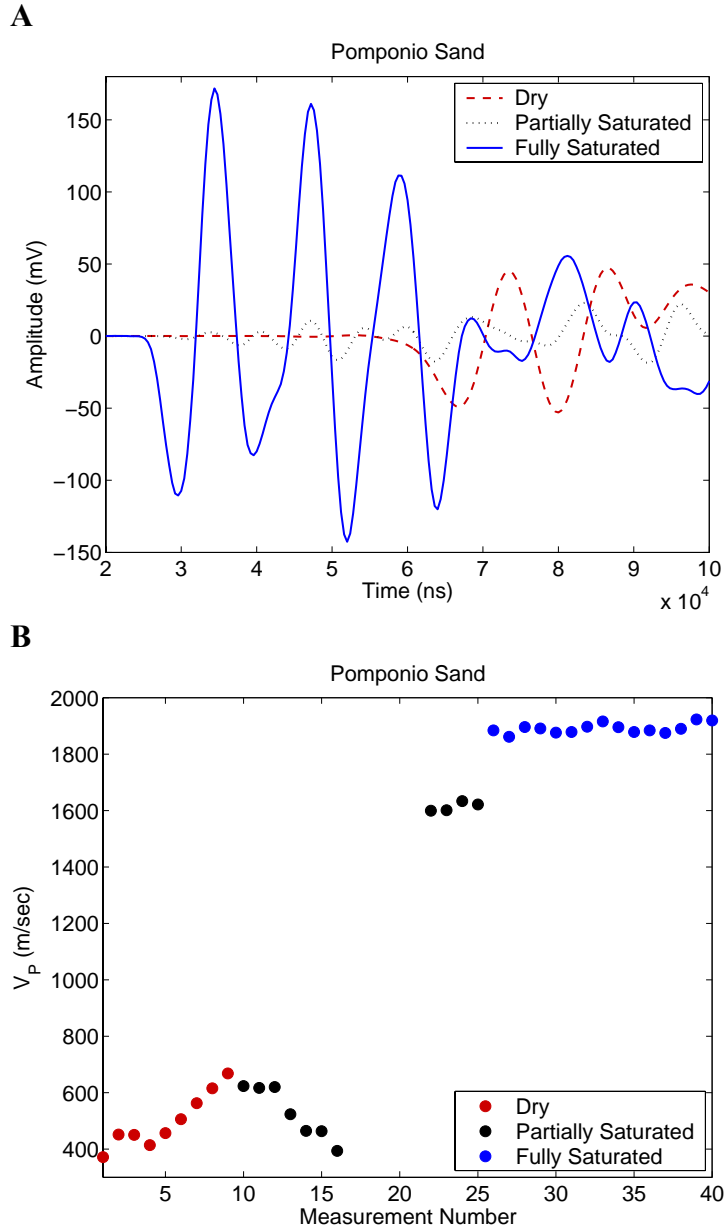 A
Pomponio Sand
Dry
Partially Saturated
Fully Saturated
Amplitude (mV)
150
100
50
0
−50
−100
−150
2 3 4 5 6 7 8 9 10
Time (ns)
x 10^4
B
Pomponio Sand
V_P (m/sec)
2000
1800
1600
1400
1200
1000
800
600
400
Dry
Partially Saturated
Fully Saturated
5 10 15 20 25 30 35 40
Measurement Number